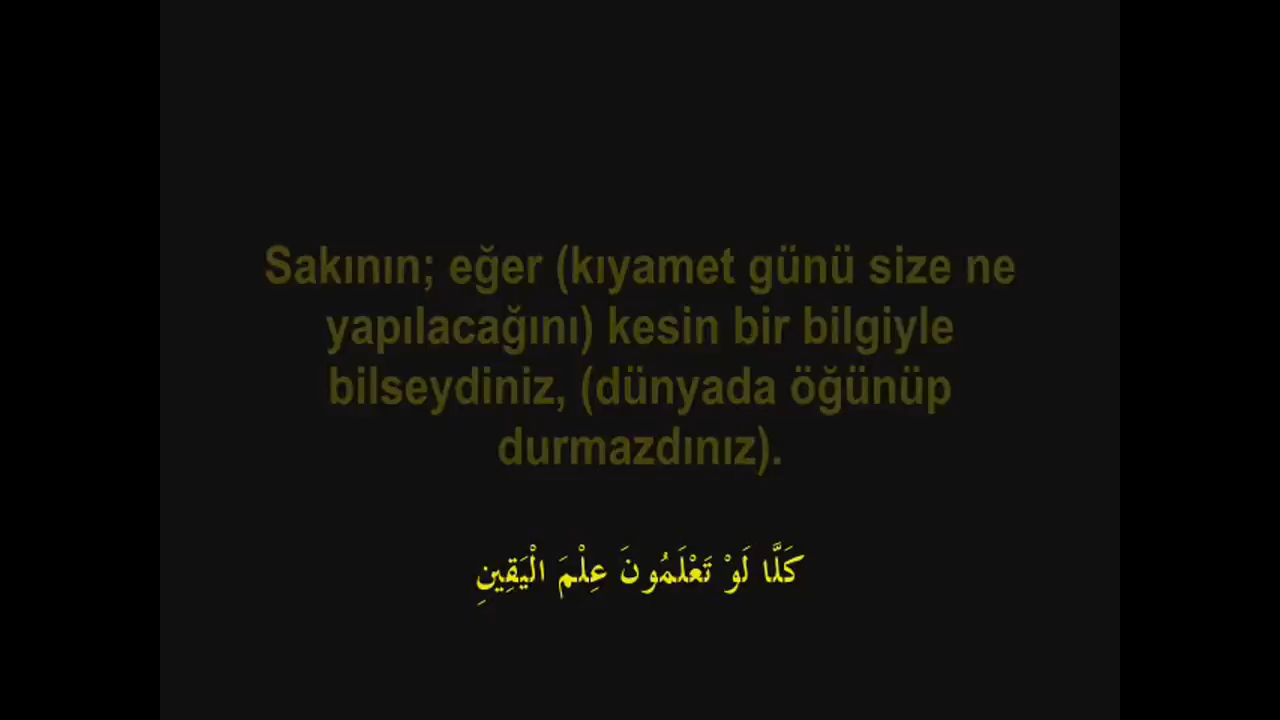 Sakının; eğer (kıyamet günü size ne
yapılacağını) kesin bir bilgiyle
bilseydiniz, (dünyada öğünüp
durmazdınız).
كَلَّا لَوْ تَعْلَمُونَ عِلْمَ الْيَقِينِ